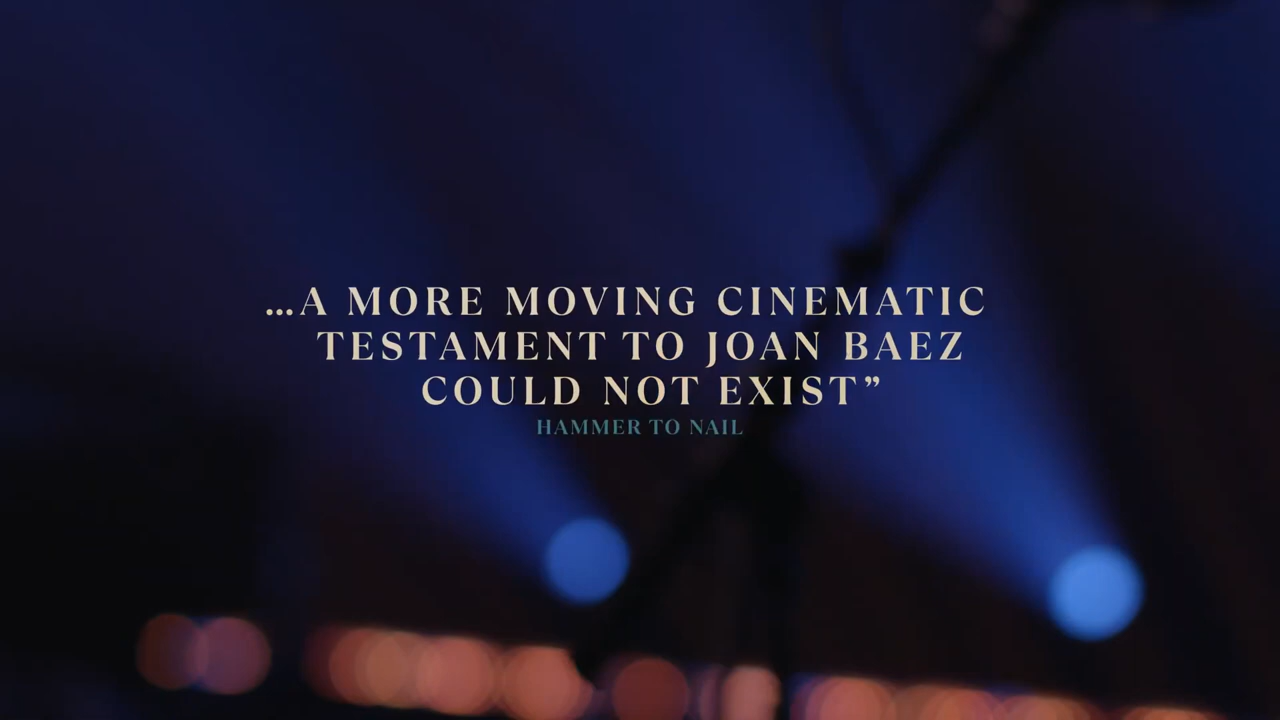 …A MORE MOVING CINEMATIC
TESTAMENT TO JOAN BAEZ
COULD NOT EXIST”
HAMMER TO NAIL